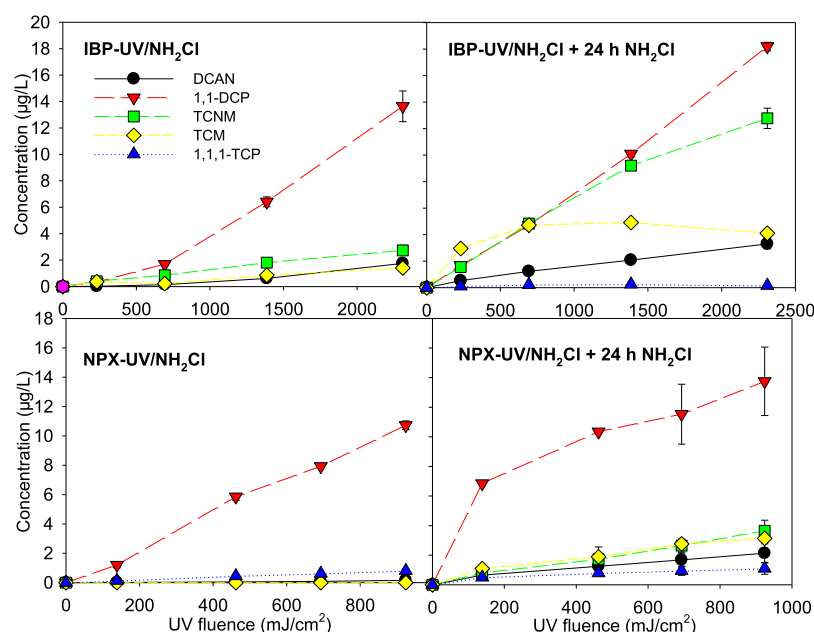 IBP-UV/NH₂Cl
DCAN
1,1-DCP
TCNM
TCM
1,1,1-TCP
Concentration (µg/L)
20
18
16
14
12
10
8
6
4
2
0
0 500 1000 1500 2000
IBP-UV/NH₂Cl + 24 h NH₂Cl
0 500 1000 1500 2000 2500
NPX-UV/NH₂Cl
Concentration (µg/L)
18
16
14
12
10
8
6
4
2
0
0 200 400 600 800
UV fluence (mJ/cm²)
NPX-UV/NH₂Cl + 24 h NH₂Cl
0 200 400 600 800 1000
UV fluence (mJ/cm²)